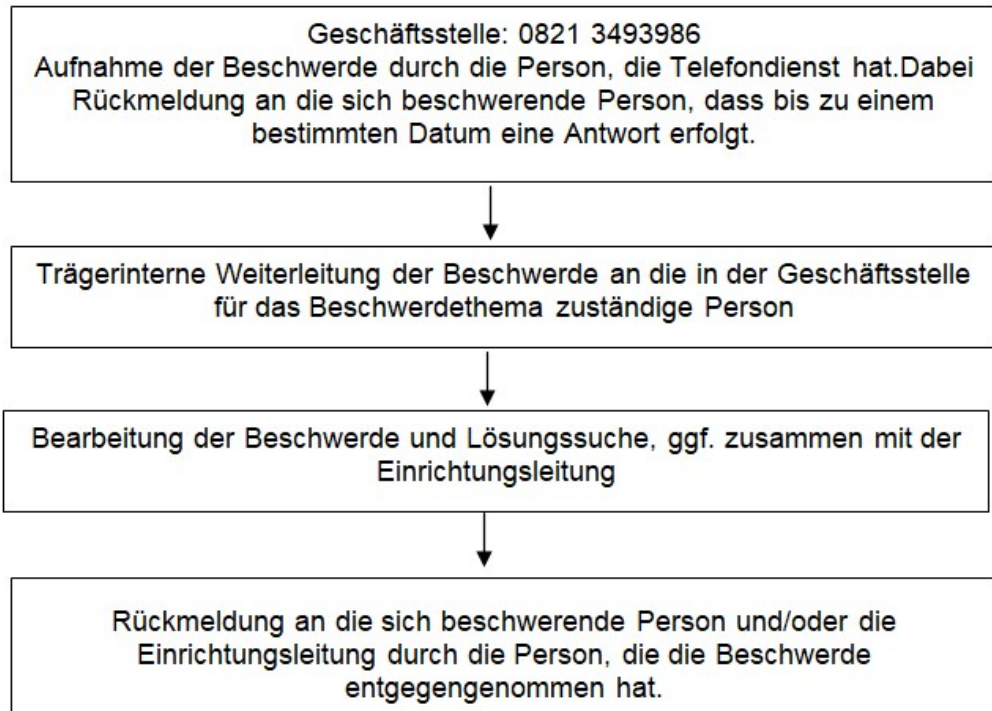 Geschäftsstelle: 0821 3493986
Aufnahme der Beschwerde durch die Person, die Telefondienst hat.Dabei
Rückmeldung an die sich beschwerende Person, dass bis zu einem
bestimmten Datum eine Antwort erfolgt.
Trägerinterne Weiterleitung der Beschwerde an die in der Geschäftsstelle
für das Beschwerdethema zuständige Person
Bearbeitung der Beschwerde und Lösungssuche, ggf. zusammen mit der
Einrichtungsleitung
Rückmeldung an die sich beschwerende Person und/oder die
Einrichtungsleitung durch die Person, die die Beschwerde
entgegengenommen hat.